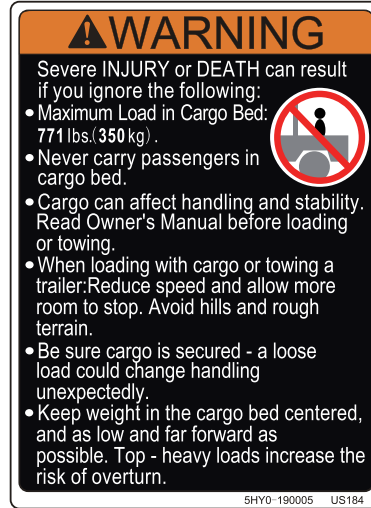 WARNING
Severe INJURY or DEATH can result
if you ignore the following:
• Maximum Load in Cargo Bed:
771 lbs.(350 kg).
• Never carry passengers in
cargo bed.
• Cargo can affect handling and stability.
Read Owner's Manual before loading
or towing.
• When loading with cargo or towing a
trailer:Reduce speed and allow more
room to stop. Avoid hills and rough
terrain.
• Be sure cargo is secured - a loose
load could change handling
unexpectedly.
• Keep weight in the cargo bed centered,
and as low and far forward as
possible. Top - heavy loads increase the
risk of overturn.
5HY0-190005 US184